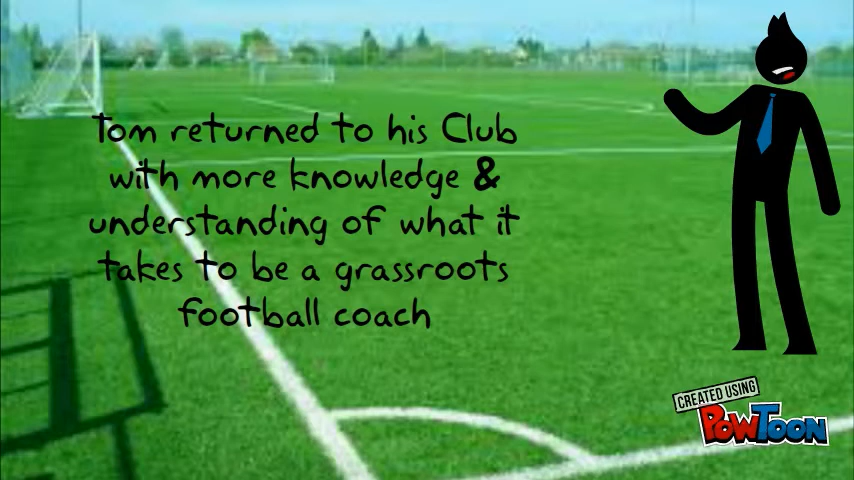 Tom returned to his Club
with more knowledge &
understanding of what it
takes to be a grassroots
football coach
CREATED USING
POWTOON